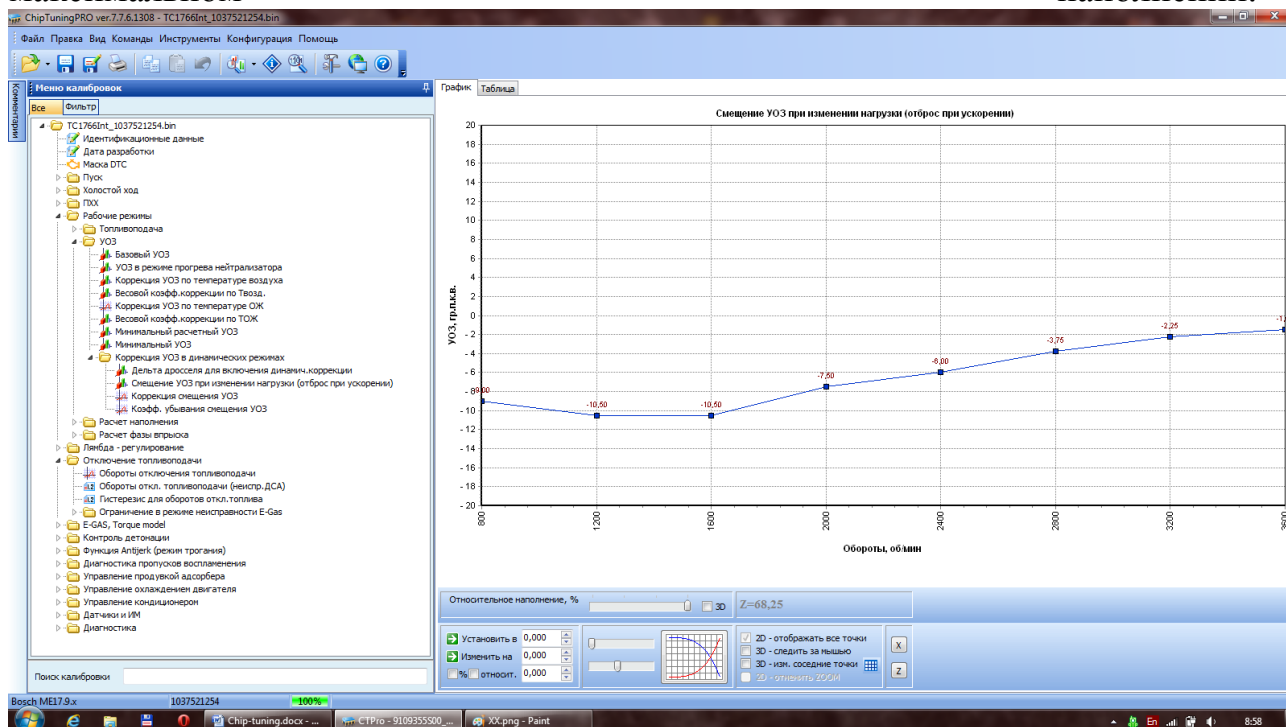 максимальном наполнении.
ChipTuningPRO ver.7.7.6.1308 - TC1766Int_1037521254.bin
Файл Правка Вид Команды Инструменты Конфигурация Помощь
Комментарии
Меню калибровок
Все Фильтр
TC1766Int_1037521254.bin
Идентификационные данные
Дата разработки
Маска DTC
Пуск
Холостой ход
ПХХ
Рабочие режимы
Топливоподача
УОЗ
Базовый УОЗ
УОЗ в режиме прогрева нейтрализатора
Коррекция УОЗ по температуре воздуха
Весовой коэфф.коррекции по Твозд.
Коррекция УОЗ по температуре ОЖ
Весовой коэфф.коррекции по ТОЖ
Минимальный расчетный УОЗ
Минимальный УОЗ
Коррекция УОЗ в динамических режимах
Дельта дросселя для включения динамич.коррекции
Смещение УОЗ при изменении нагрузки (отброс при ускорении)
Коррекция смещения УОЗ
Коэфф. убывания смещения УОЗ
Расчет наполнения
Расчет фазы впрыска
Лямбда - регулирование
Отключение топливоподачи
Обороты отключения топливоподачи
Обороты откл. топливоподачи (неиспр.ДСА)
Гистерезис для оборотов откл.топлива
Ограничение в режиме неисправности E-Gas
E-GAS, Torque model
Контроль детонации
Функция Antijerk (режим трогания)
Диагностика пропусков воспламенения
Управление продувкой адсорбера
Управление охлаждением двигателя
Управление кондиционером
Датчики и ИМ
Диагностика
Поиск калибровки
График Таблица
Смещение УОЗ при изменении нагрузки (отброс при ускорении)
УОЗ, гр.п.к.в.
20
18
16
14
12
10
8
6
4
2
0
- 2
- 4
- 6
- 8
- 10
- 12
- 14
- 16
- 18
- 20
-9,00 -10,50 -10,50 -7,50 -6,00 -3,75 -2,25
800 1200 1600 2000 2400 2800 3200 3600
Обороты, об/мин
Относительное наполнение, % 3D Z=68,25
Установить в 0,000
Изменить на 0,000
% относит. 0,000
2D - отображать все точки
3D - следить за мышью
3D - изм. соседние точки
2D - отменить ZOOM
X
Z
Bosch ME17.9.x 1037521254 100%
Chip-tuning.docx - ... CTPro - 9109355S00_... XX.png - Paint En 8:58